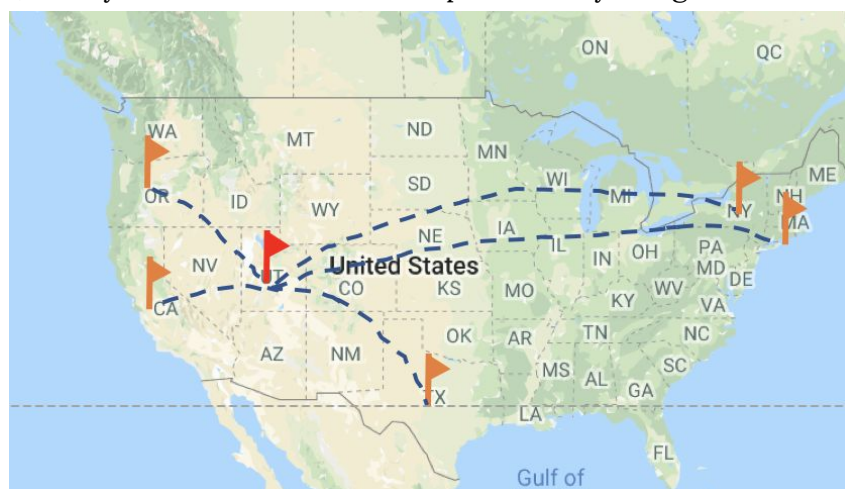 ON
QC
WA
MT
ND
MN
ME
OR
ID
SD
WI
MI
NH
WY
NY
MA
NE
IA
PA
NV
United States
IL
IN
OH
MD
DE
CO
KS
MO
WV
CA
KY
VA
OK
TN
NC
AZ
NM
AR
SC
MS
AL
GA
TX
LA
FL
Gulf of